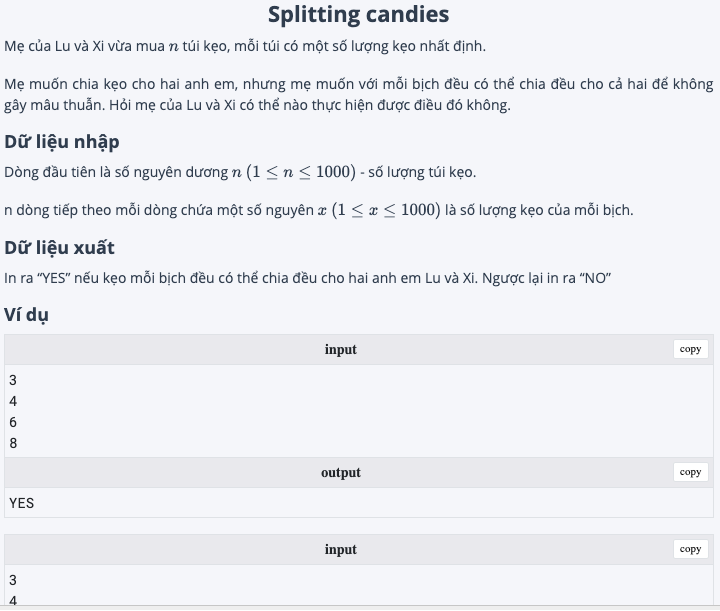 Splitting candies
Mẹ của Lu và Xi vừa mua n túi kẹo, mỗi túi có một số lượng kẹo nhất định.
Mẹ muốn chia kẹo cho hai anh em, nhưng mẹ muốn với mỗi bịch đều có thể chia đều cho cả hai để không
gây mâu thuẫn. Hỏi mẹ của Lu và Xi có thể nào thực hiện được điều đó không.
Dữ liệu nhập
Dòng đầu tiên là số nguyên dương n (1 ≤ n ≤ 1000) - số lượng túi kẹo.
n dòng tiếp theo mỗi dòng chứa một số nguyên x (1 ≤ x ≤ 1000) là số lượng kẹo của mỗi bịch.
Dữ liệu xuất
In ra “YES” nếu kẹo mỗi bịch đều có thể chia đều cho hai anh em Lu và Xi. Ngược lại in ra “NO”
Ví dụ
input copy
3
4
6
8
output copy
YES
input copy
3
4